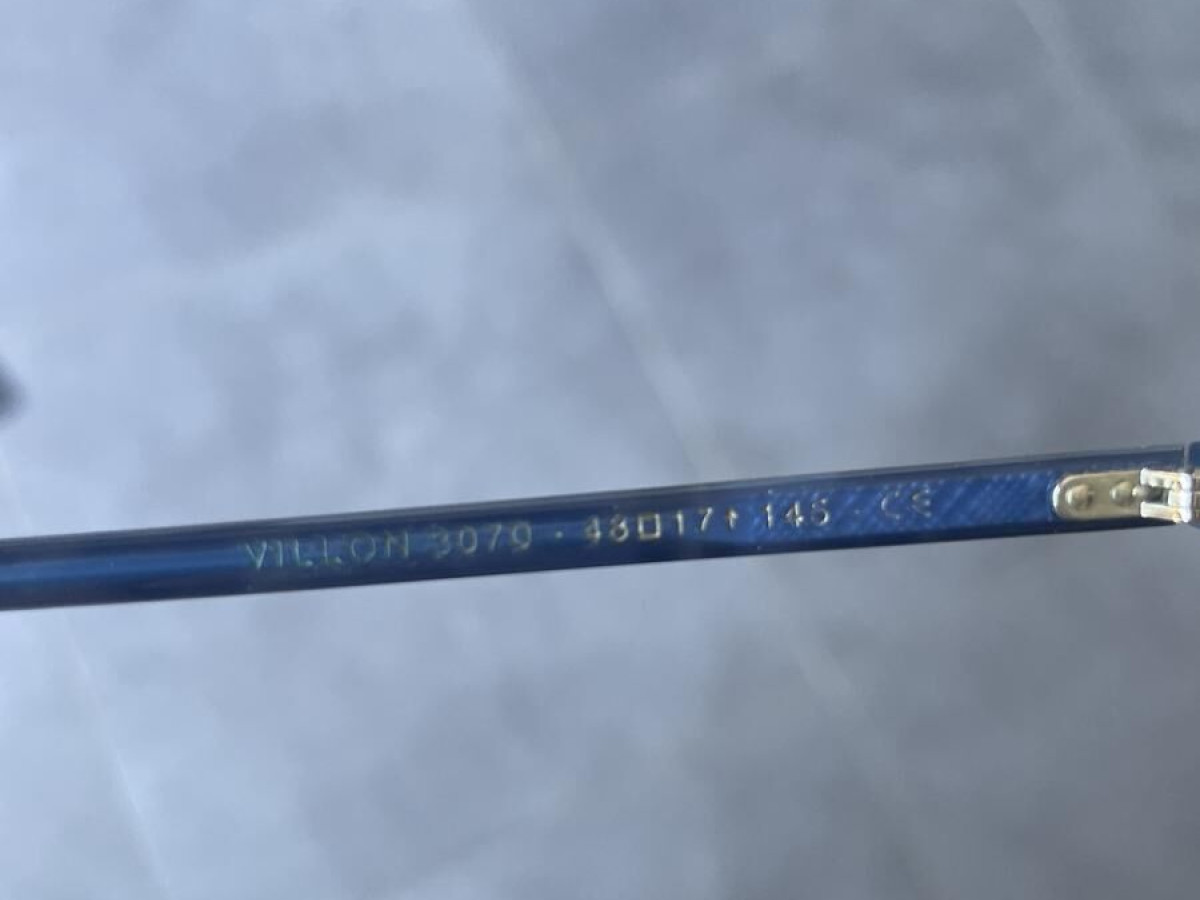 VILLON 3079 · 48□17↑ 145 · CE